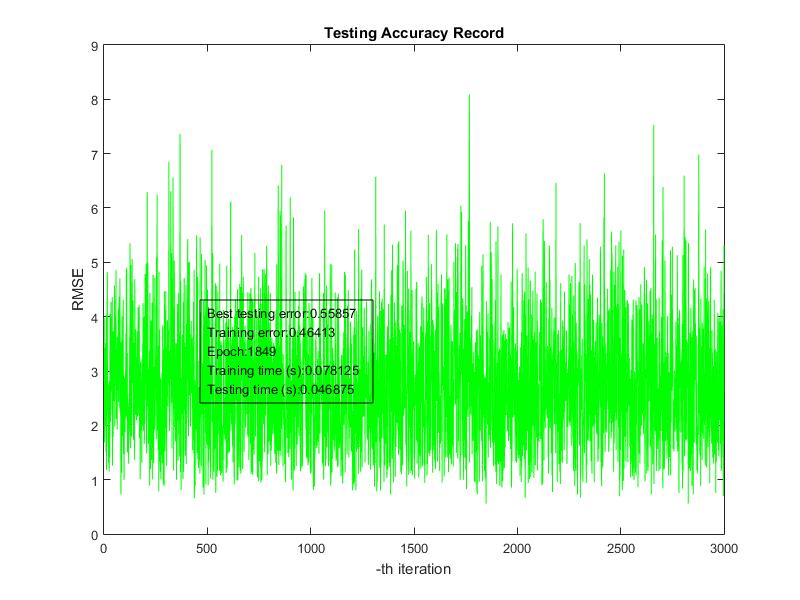 Testing Accuracy Record
9
8
7
6
5
4
3
2
1
0
RMSE
Best testing error:0.55857
Training error:0.46413
Epoch:1849
Training time (s):0.078125
Testing time (s):0.046875
0 500 1000 1500 2000 2500 3000
-th iteration